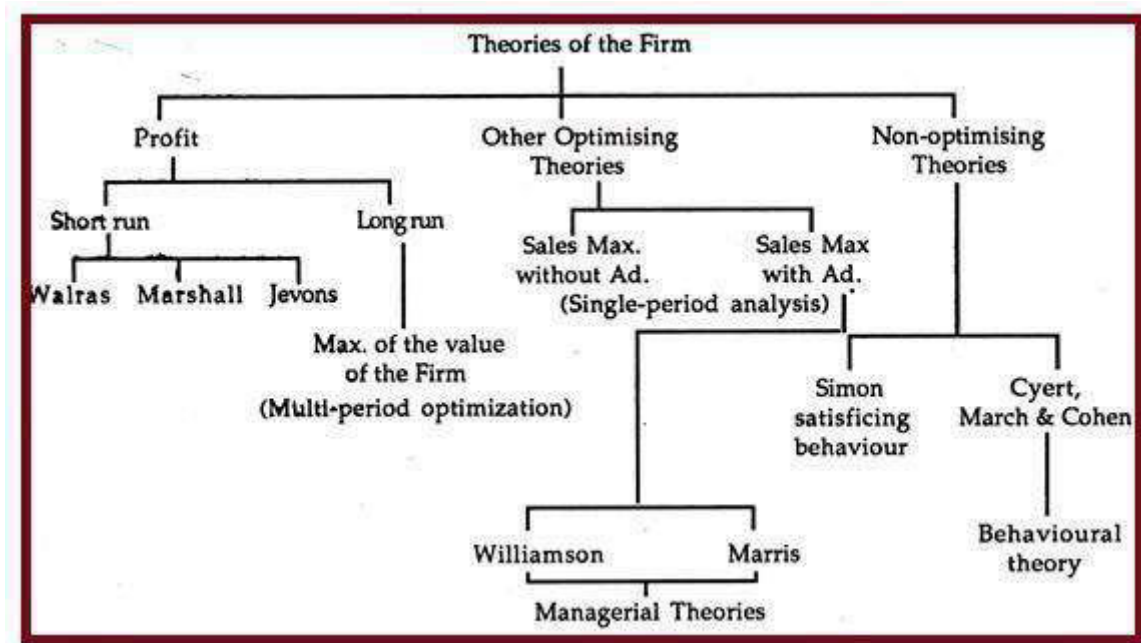 Theories of the Firm
Profit
Other Optimising
Theories
Non-optimising
Theories
Short run
Long run
Sales Max.
without Ad.
Sales Max
with Ad.
(Single-period analysis)
Walras
Marshall
Jevons
Max. of the value
of the Firm
(Multi-period optimization)
Simon
satisficing
behaviour
Cyert,
March & Cohen
Williamson
Marris
Managerial Theories
Behavioural
theory